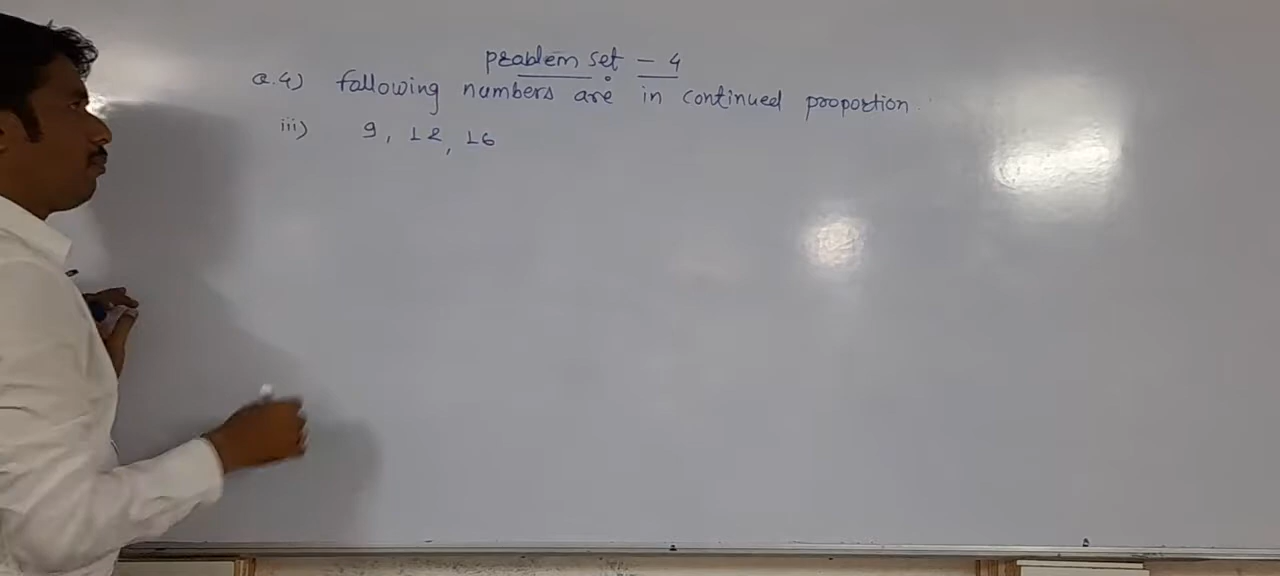 Problem set - 4
Q.4) following numbers are in continued proportion.
iii) 9, 12, 16